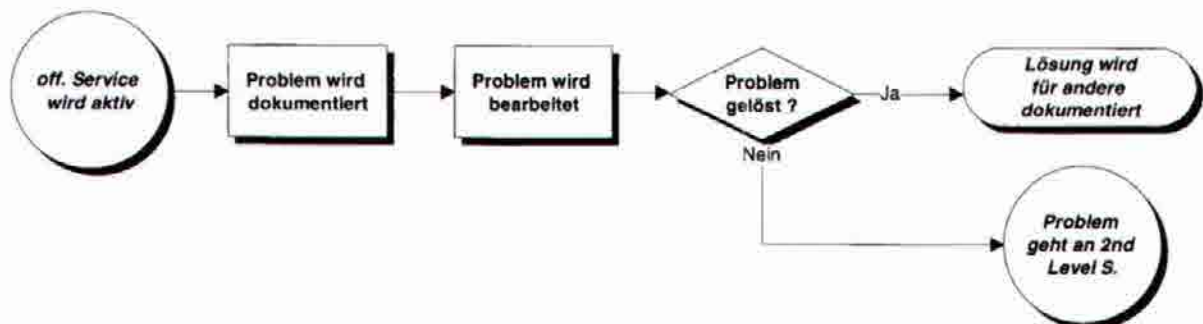 off. Service
wird aktiv
Problem wird
dokumentiert
Problem wird
bearbeitet
Problem
gelöst ?
Ja
Lösung wird
für andere
dokumentiert
Nein
Problem
geht an 2nd
Level S.